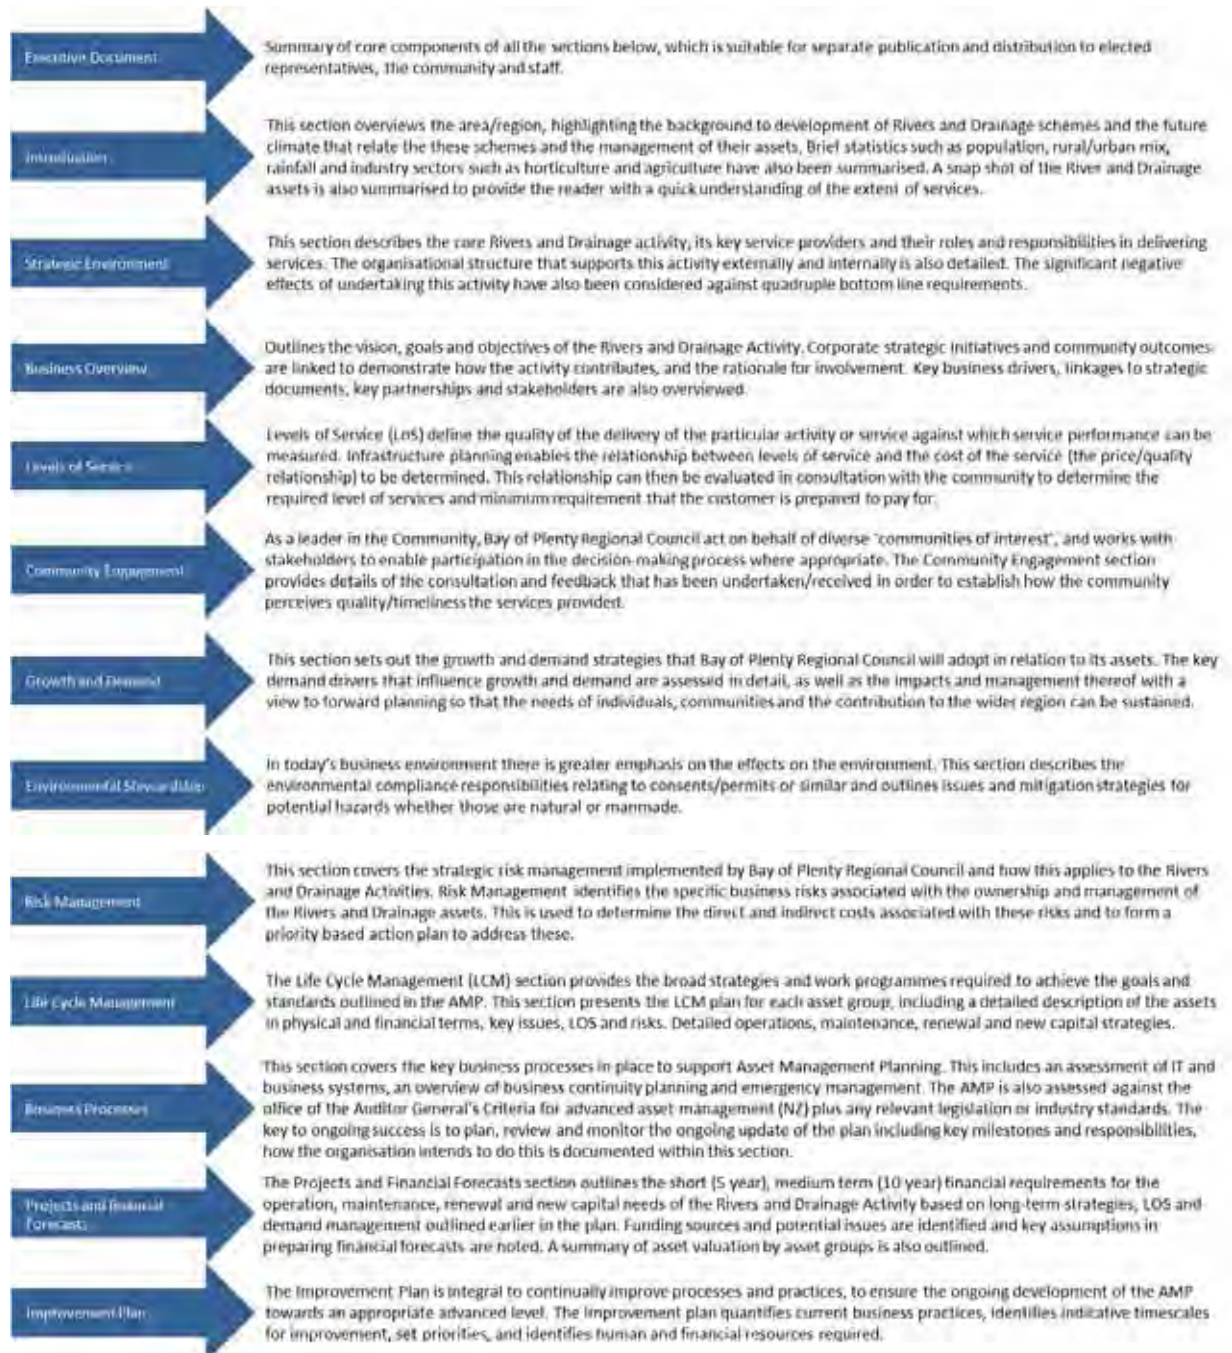 Executive Document
Summary of core components of all the sections below, which is suitable for separate publication and distribution to elected
representatives, the community and staff.
Introduction
This section overviews the area/region, highlighting the background to development of Rivers and Drainage schemes and the future
climate that relate the these schemes and the management of their assets. Brief statistics such as population, rural/urban mix,
rainfall and industry sectors such as horticulture and agriculture have also been summarised. A snap shot of the River and Drainage
assets is also summarised to provide the reader with a quick understanding of the extent of services.
Strategic Environment
This section describes the core Rivers and Drainage activity, its key service providers and their roles and responsibilities in delivering
services. The organisational structure that supports this activity externally and internally is also detailed. The significant negative
effects of undertaking this activity have also been considered against quadruple bottom line requirements.
Business Overview
Outlines the vision, goals and objectives of the Rivers and Drainage Activity. Corporate strategic initiatives and community outcomes
are linked to demonstrate how the activity contributes, and the rationale for involvement. Key business drivers, linkages to strategic
documents, key partnerships and stakeholders are also overviewed.
Levels of Service
Levels of Service (LoS) define the quality of the delivery of the particular activity or service against which service performance can be
measured. Infrastructure planning enables the relationship between levels of service and the cost of the service (the price/quality
relationship) to be determined. This relationship can then be evaluated in consultation with the community to determine the
required level of services and minimum requirement that the customer is prepared to pay for.
Community Engagement
As a leader in the Community, Bay of Plenty Regional Council act on behalf of diverse 'communities of interest', and works with
stakeholders to enable participation in the decision-making process where appropriate. The Community Engagement section
provides details of the consultation and feedback that has been undertaken/received in order to establish how the community
perceives quality/timeliness the services provided.
Growth and Demand
This section sets out the growth and demand strategies that Bay of Plenty Regional Council will adopt in relation to its assets. The key
demand drivers that influence growth and demand are assessed in detail, as well as the impacts and management thereof with a
view to forward planning so that the needs of individuals, communities and the contribution to the wider region can be sustained.
Environmental Stewardship
In today's business environment there is greater emphasis on the effects on the environment. This section describes the
environmental compliance responsibilities relating to consents/permits or similar and outlines issues and mitigation strategies for
potential hazards whether those are natural or manmade.
Risk Management
This section covers the strategic risk management implemented by Bay of Plenty Regional Council and how this applies to the Rivers
and Drainage Activities. Risk Management identifies the specific business risks associated with the ownership and management of
the Rivers and Drainage assets. This is used to determine the direct and indirect costs associated with these risks and to form a
priority based action plan to address these.
Life Cycle Management
The Life Cycle Management (LCM) section provides the broad strategies and work programmes required to achieve the goals and
standards outlined in the AMP. This section presents the LCM plan for each asset group, including a detailed description of the assets
in physical and financial terms, key issues, LOS and risks. Detailed operations, maintenance, renewal and new capital strategies.
Business Processes
This section covers the key business processes in place to support Asset Management Planning. This includes an assessment of IT and
business systems, an overview of business continuity planning and emergency management. The AMP is also assessed against the
office of the Auditor General's Criteria for advanced asset management (NZ) plus any relevant legislation or industry standards. The
key to ongoing success is to plan, review and monitor the ongoing update of the plan including key milestones and responsibilities,
how the organisation intends to do this is documented within this section.
Projects and Financial
Forecasts
The Projects and Financial Forecasts section outlines the short (5 year), medium term (10 year) financial requirements for the
operation, maintenance, renewal and new capital needs of the Rivers and Drainage Activity based on long-term strategies, LOS and
demand management outlined earlier in the plan. Funding sources and potential issues are identified and key assumptions in
preparing financial forecasts are noted. A summary of asset valuation by asset groups is also outlined.
Improvement Plan
The Improvement Plan is integral to continually improve processes and practices, to ensure the ongoing development of the AMP
towards an appropriate advanced level. The Improvement plan quantifies current business practices, identifies indicative timescales
for improvement, set priorities, and identifies human and financial resources required.